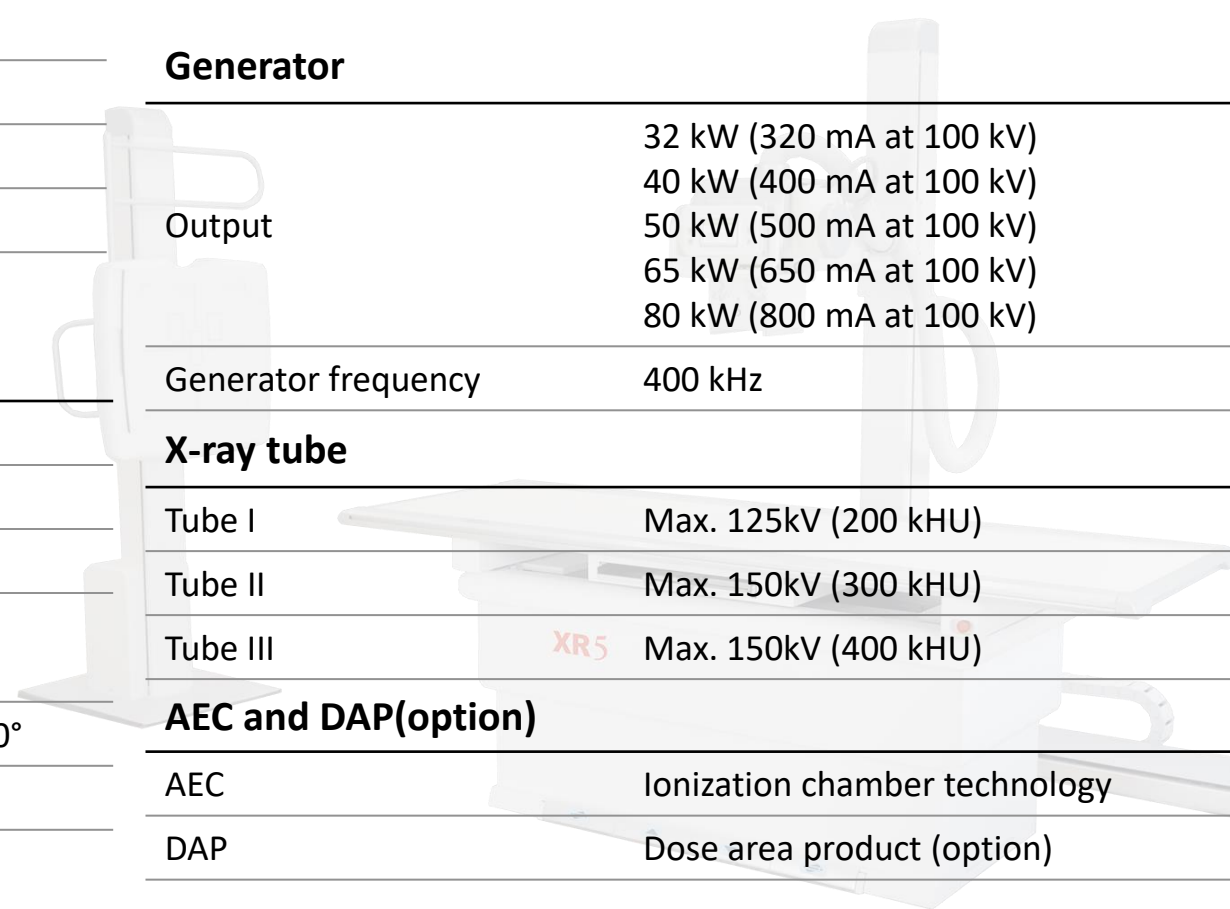 Generator
Output
32 kW (320 mA at 100 kV)
40 kW (400 mA at 100 kV)
50 kW (500 mA at 100 kV)
65 kW (650 mA at 100 kV)
80 kW (800 mA at 100 kV)
Generator frequency 400 kHz
X-ray tube
Tube I Max. 125kV (200 kHU)
Tube II Max. 150kV (300 kHU)
Tube III Max. 150kV (400 kHU)
XR5
AEC and DAP(option)
0°
AEC Ionization chamber technology
DAP Dose area product (option)